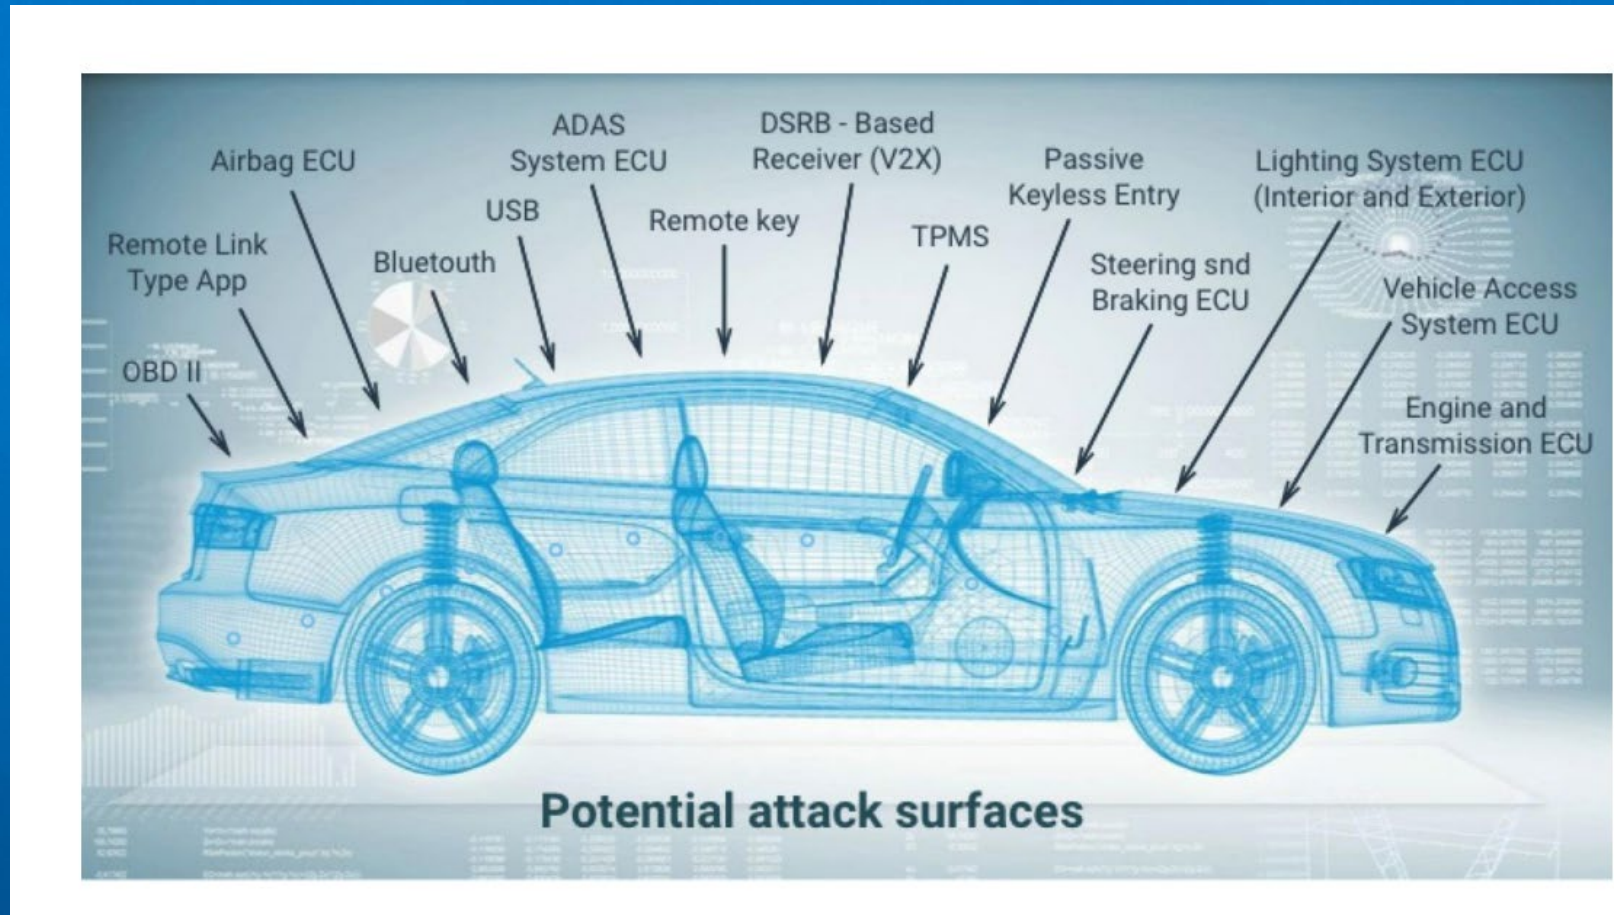 ADAS
System ECU
DSRB - Based
Receiver (V2X)
Airbag ECU
Passive
Keyless Entry
Lighting System ECU
(Interior and Exterior)
USB
Remote key
TPMS
Remote Link
Type App
Bluetouth
Steering snd
Braking ECU
Vehicle Access
System ECU
OBD II
Engine and
Transmission ECU
Potential attack surfaces